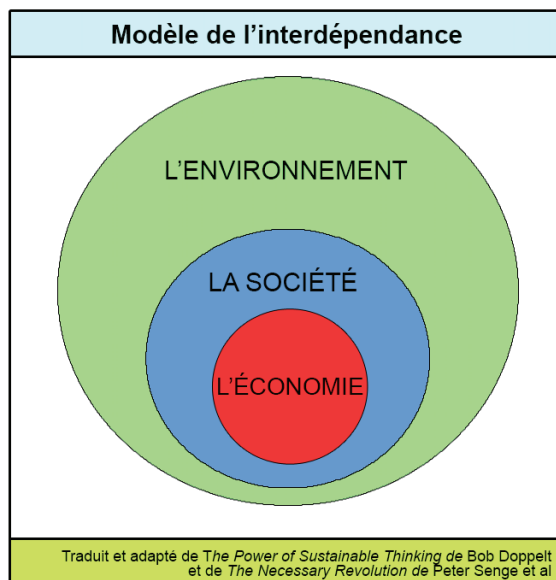 Modèle de l'interdépendance
L'ENVIRONNEMENT
LA SOCIÉTÉ
L'ÉCONOMIE
Traduit et adapté de The Power of Sustainable Thinking de Bob Doppelt
et de The Necessary Revolution de Peter Senge et al